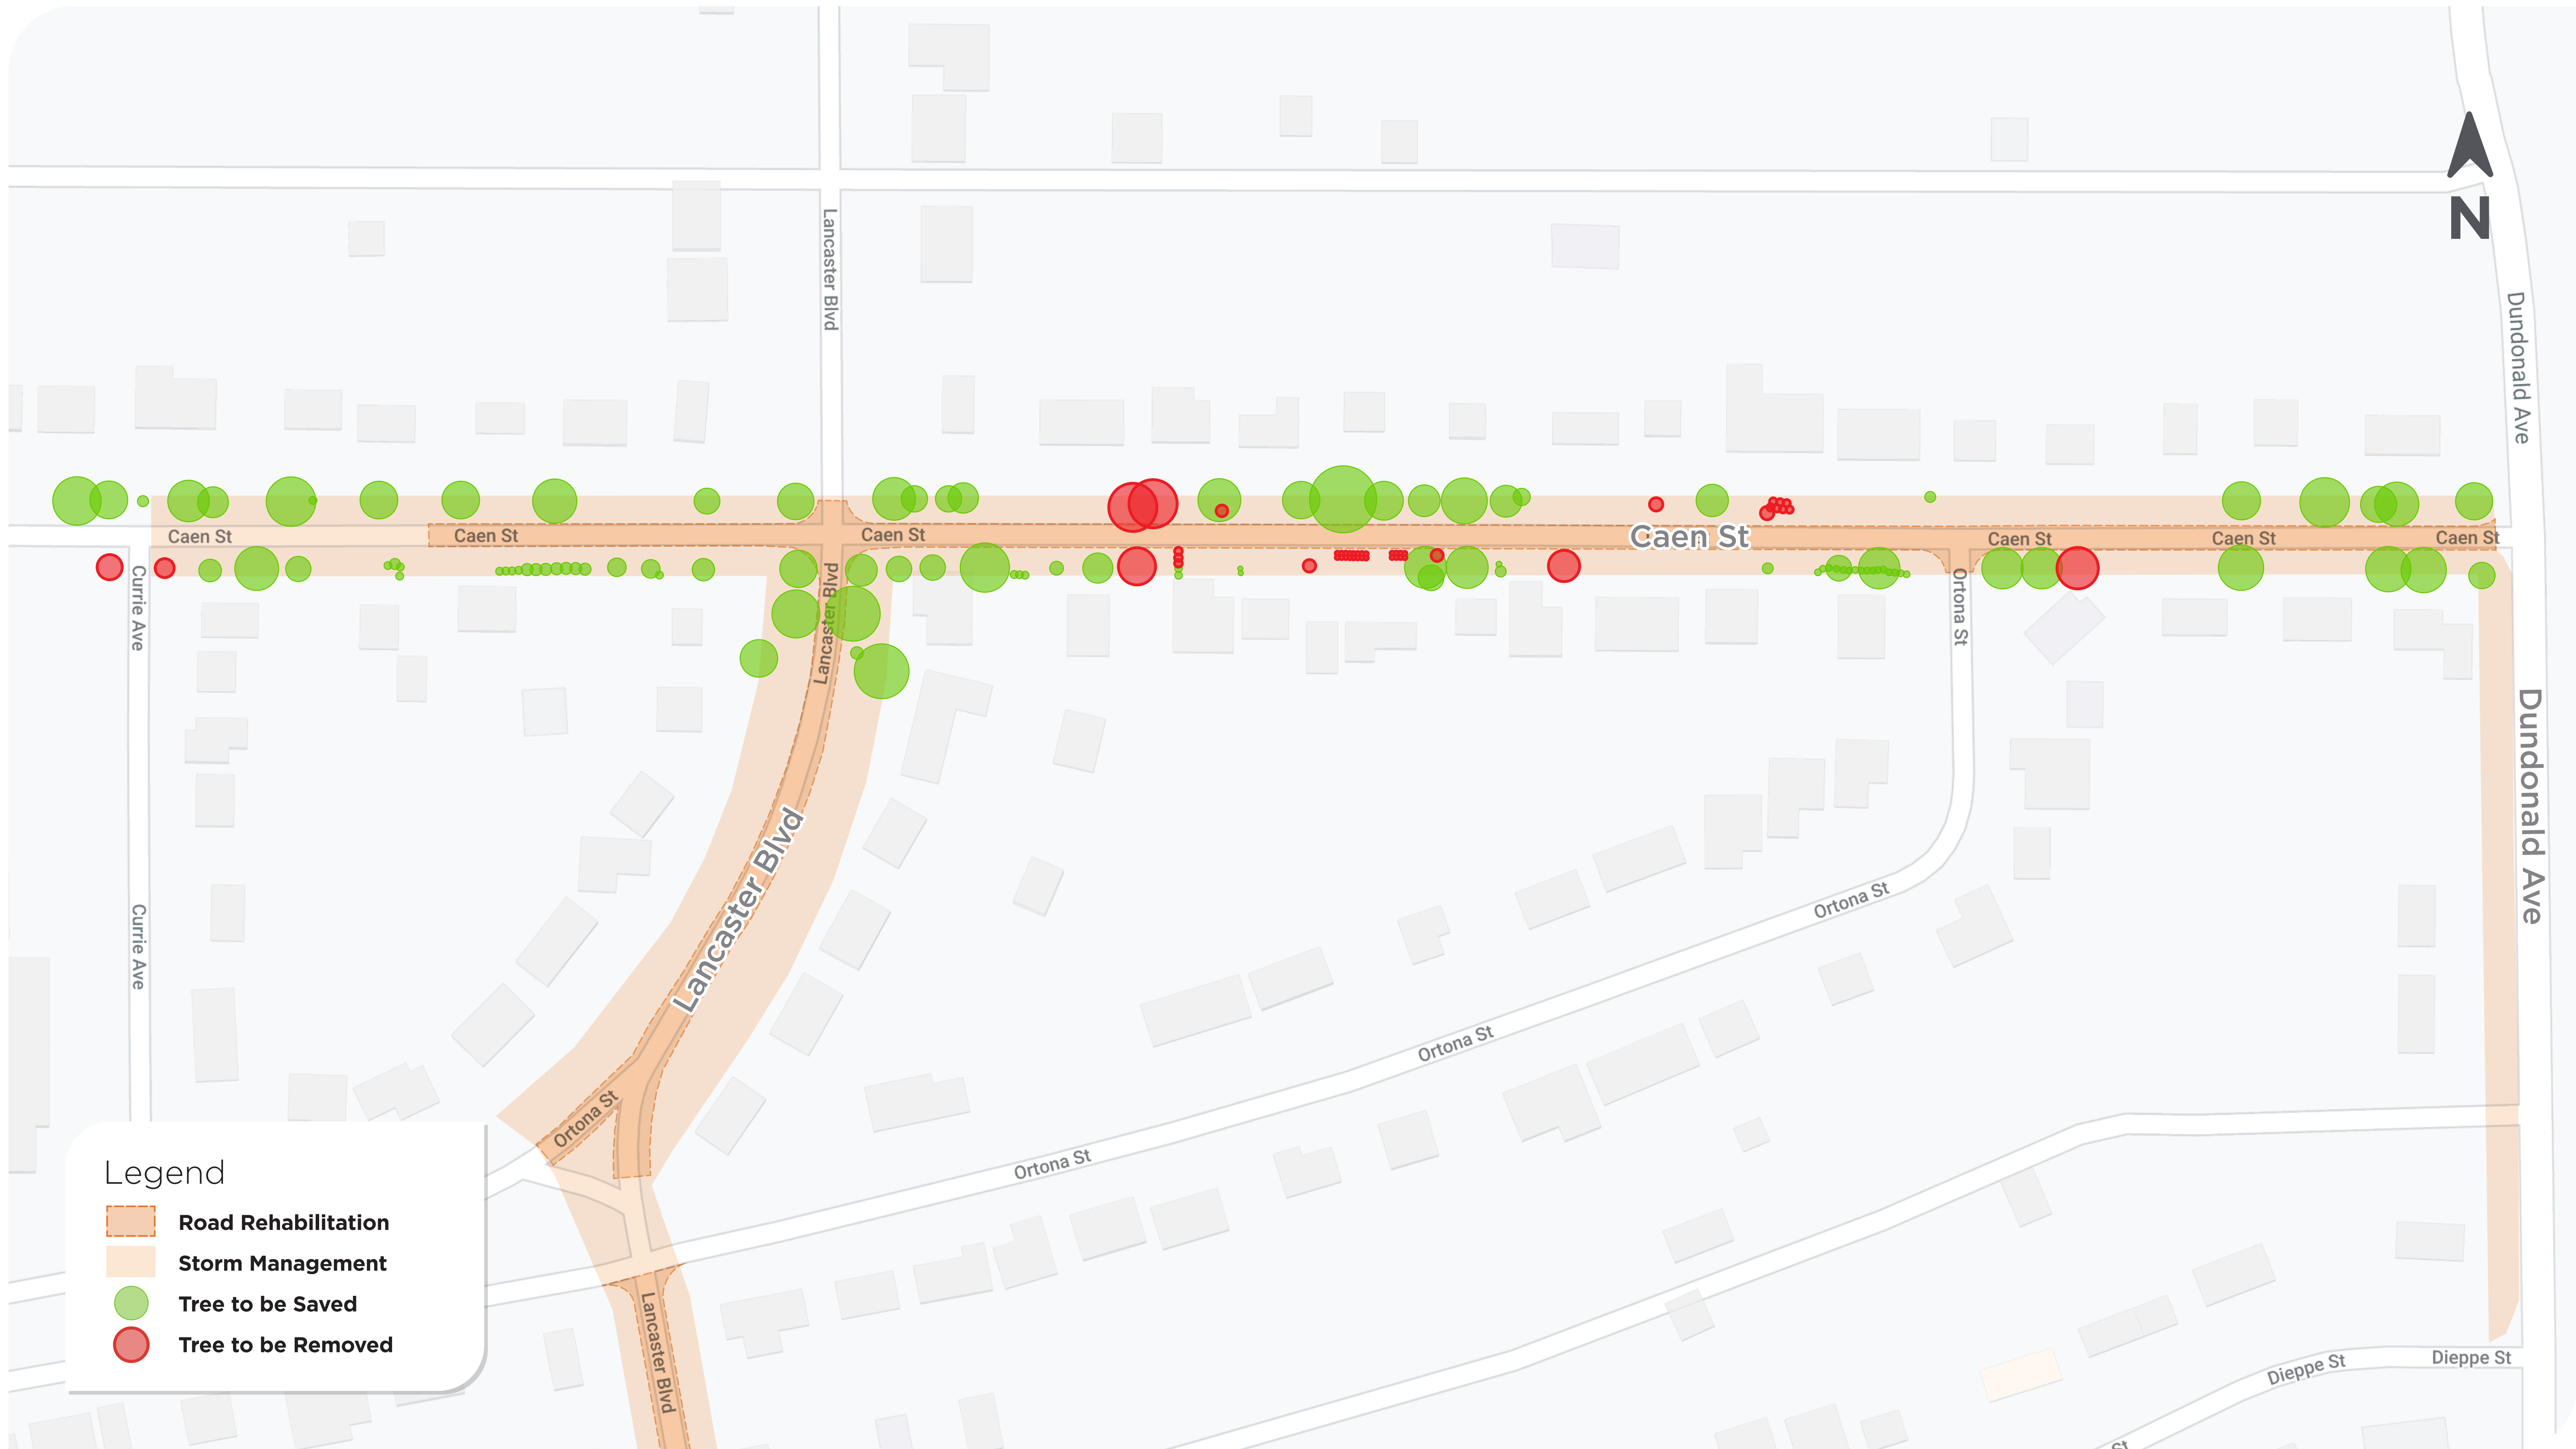 N
Lancaster Blvd
Dundonald Ave
Caen St
Caen St
Caen St
Caen St
Caen St
Caen St
Caen St
Currie Ave
Lancaster Blvd
Ortona St
Dundonald Ave
Lancaster Blvd
Ortona St
Currie Ave
Ortona St
Ortona St
Ortona St
Legend
Road Rehabilitation
Storm Management
Tree to be Saved
Tree to be Removed
Lancaster Blvd
Dieppe St
Dieppe St
St